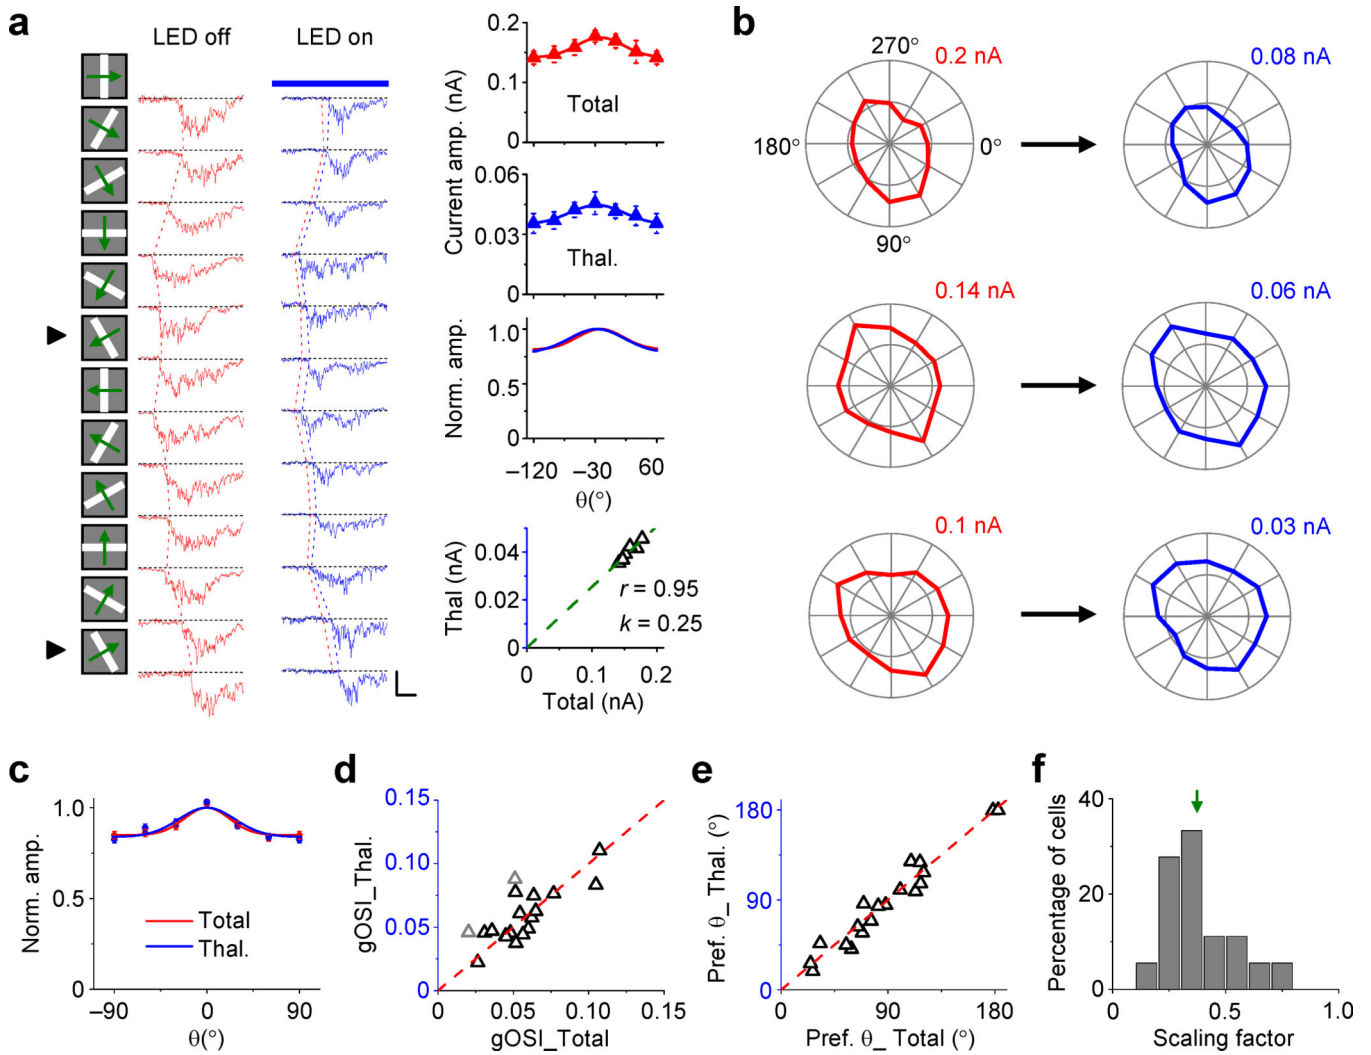 a
LED off
LED on
0.2
0.1
0
Total
0.06
0.03
0
Thal.
Current amp. (nA)
1.0
0.5
0
Norm. amp.
–120
–30
60
θ(°)
0.04
0.02
0
Thal (nA)
r = 0.95
k = 0.25
0
0.1
0.2
Total (nA)
b
270°
180°
0°
90°
0.2 nA
0.08 nA
0.14 nA
0.06 nA
0.1 nA
0.03 nA
c
1.0
0.5
0
Norm. amp.
Total
Thal.
–90
0
90
θ(°)
d
0.15
0.10
0.05
0
gOSI_Thal.
0
0.05
0.10
0.15
gOSI_Total
e
180
90
0
Pref. θ_ Thal. (°)
0
90
180
Pref. θ_ Total (°)
f
40
20
0
Percentage of cells
0
0.5
1.0
Scaling factor